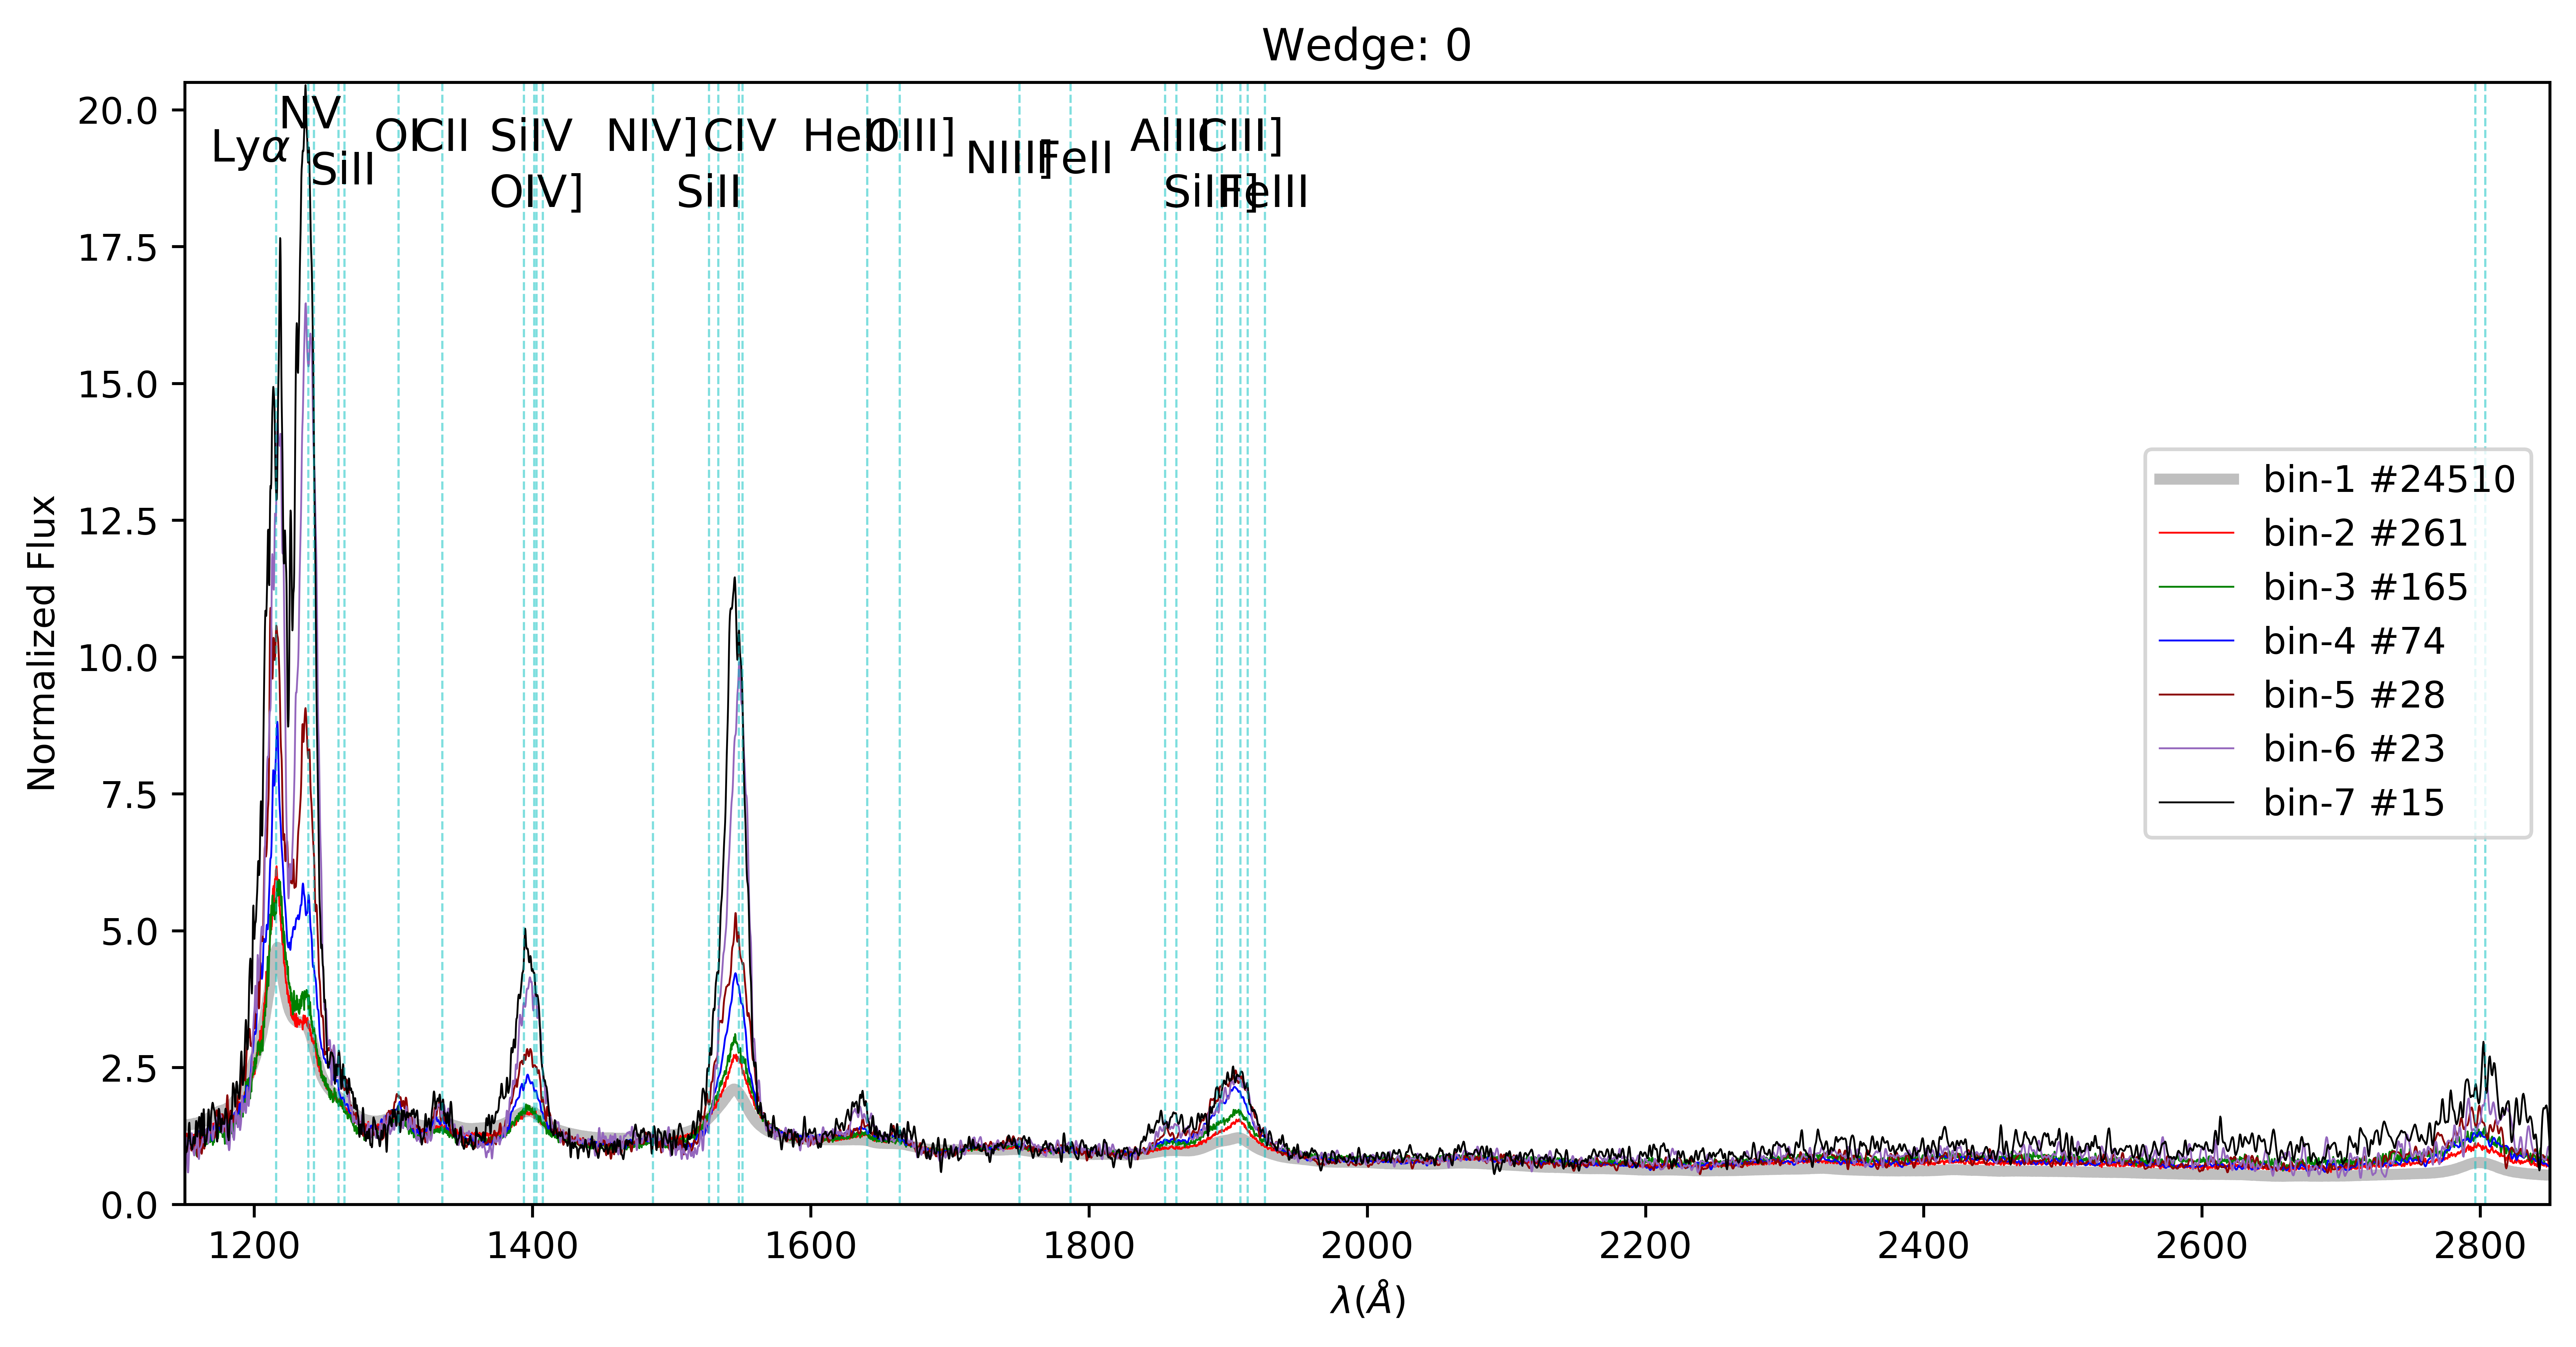 Wedge: 0
NV
Lyα
SiII
OI
CII
SiIV
OIV]
NIV]
CIV
SiII
HeII
OIII]
NIII]
FeII
AlIII
CIII]
SiIII]
FeIII
20.0
17.5
15.0
12.5
10.0
7.5
5.0
2.5
0.0
Normalized Flux
bin-1 #24510
bin-2 #261
bin-3 #165
bin-4 #74
bin-5 #28
bin-6 #23
bin-7 #15
1200 1400 1600 1800 2000 2200 2400 2600 2800
λ(Å)